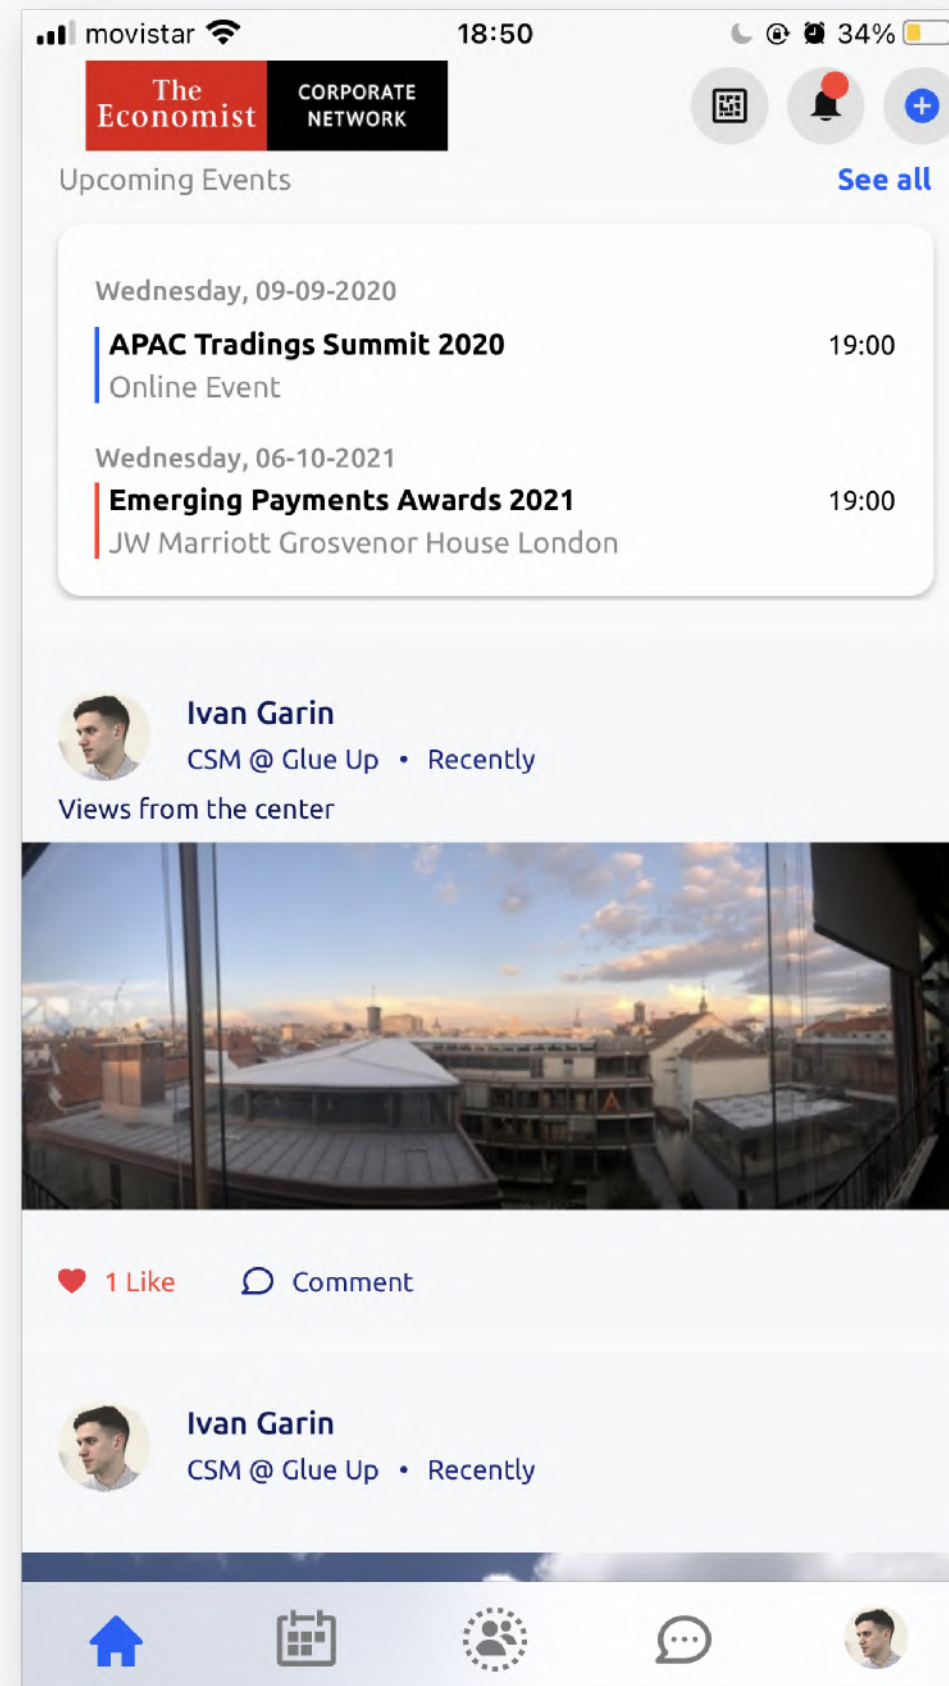 movistar
18:50
34%
The
Economist
CORPORATE
NETWORK
Upcoming Events
See all
Wednesday, 09-09-2020
APAC Tradings Summit 2020
19:00
Online Event
Wednesday, 06-10-2021
Emerging Payments Awards 2021
19:00
JW Marriott Grosvenor House London
Ivan Garin
CSM @ Glue Up • Recently
Views from the center
1 Like
Comment
Ivan Garin
CSM @ Glue Up • Recently